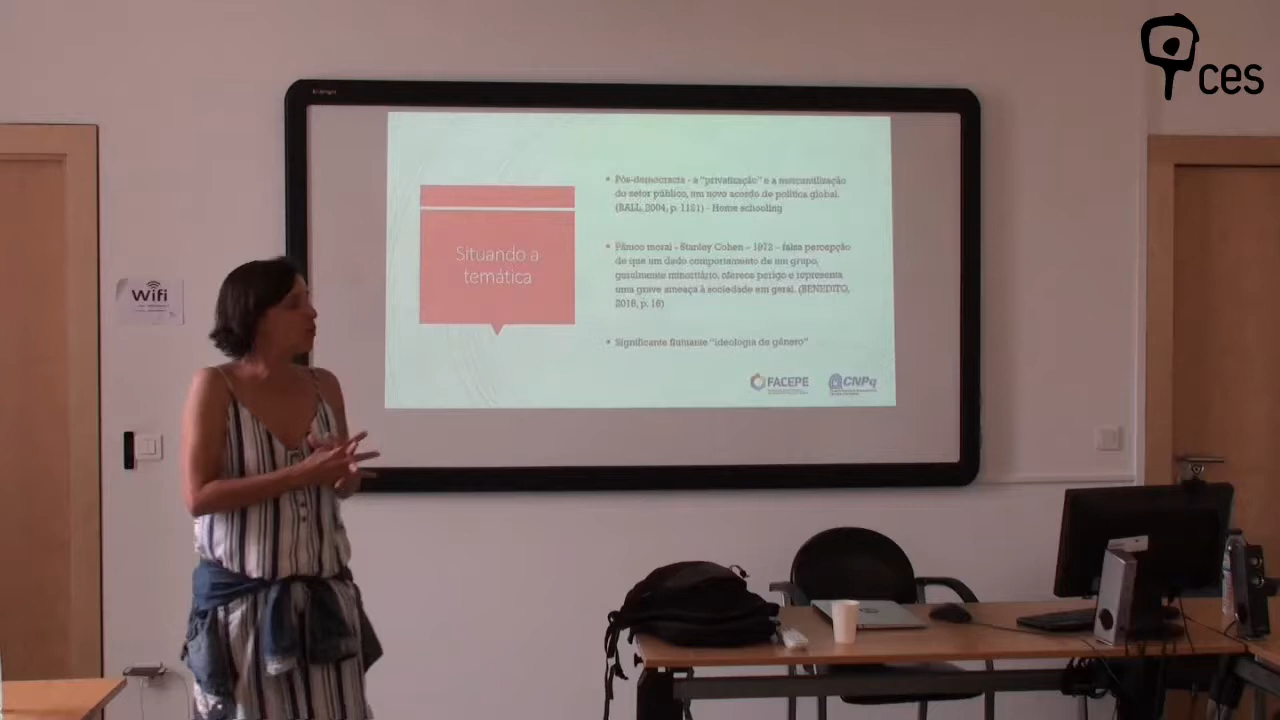 ces
Wifi
Situando a
temática
• Pós-democracia - a "privatização" e a mercantilização
do setor público, um novo acordo de política global.
(BALL, 2004, p. 1121) - Home schooling
• Pânico moral - Stanley Cohen – 1972 – falsa percepção
de que um dado comportamento de um grupo,
geralmente minoritário, oferece perigo e representa
uma grave ameaça à sociedade em geral. (BENEDITO,
2018, p. 16)
• Significante flutuante "ideologia de gênero"
FACEPE
CNPq